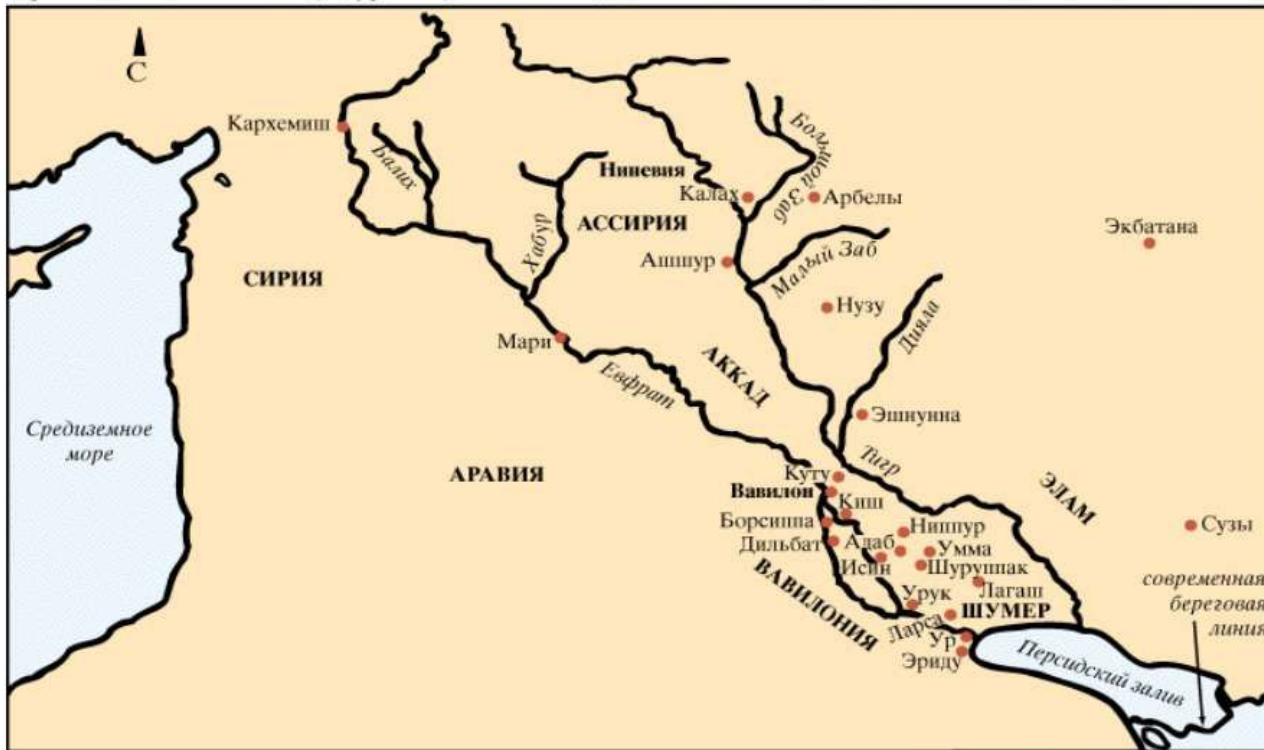 С
Кархемиш
Балих
Хабур
Ниневия
Калах
Большой Заб
Арбелы
АССИРИЯ
Экбатана
Ашшур
Малый Заб
СИРИЯ
Нузу
Дияла
Мари
Евфрат
АККАД
Эшнунна
Средиземное
море
АРАВИЯ
Тигр
Куту
Вавилон
Киш
ЭЛАМ
Борсиппа
Ниппур
Сузы
Дильбат
Адаб
Умма
Исин
Шуруппак
ВАВИЛОНИЯ
Лагаш
современная
береговая
линия
Урук
ШУМЕР
Ларса
Ур
Эриду
Персидский залив